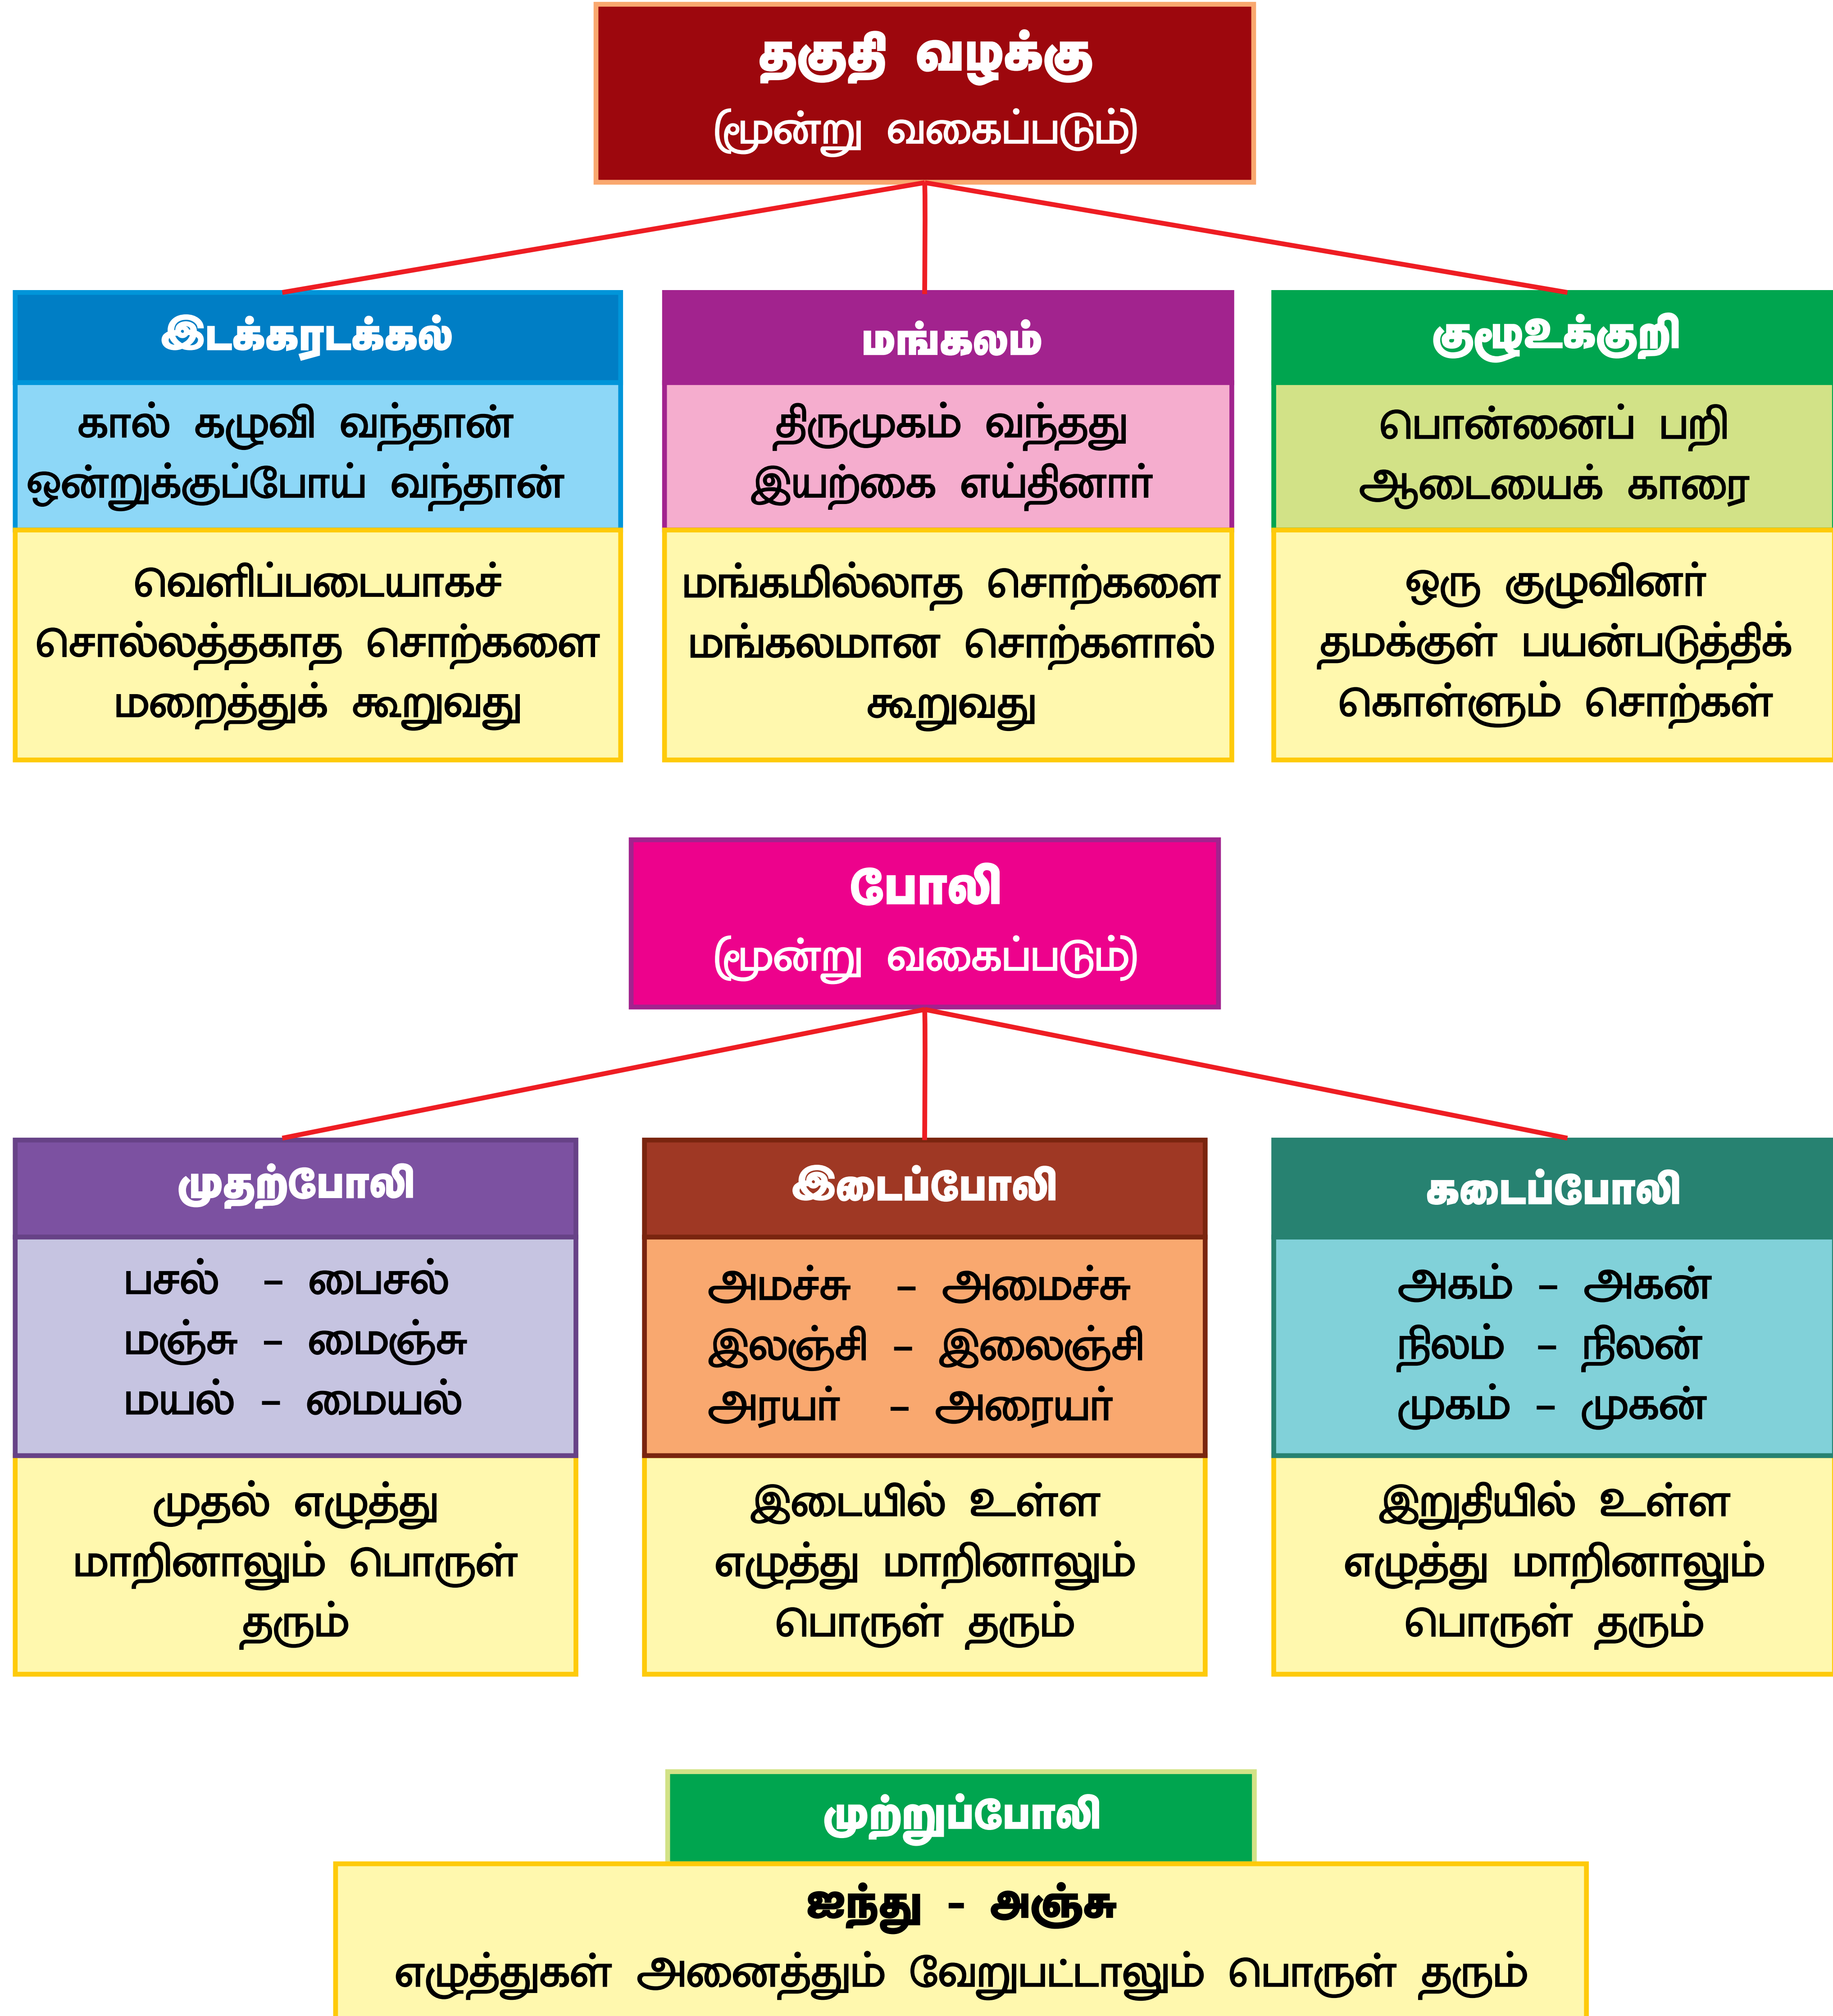 தகுதி வழக்கு
(மூன்று வகைப்படும்)
இடக்கரடக்கல்
கால் கழுவி வந்தான்
ஒன்றுக்குப்போய் வந்தான்
வெளிப்படையாகச்
சொல்லத்தகாத சொற்களை
மறைத்துக் கூறுவது
மங்கலம்
திருமுகம் வந்தது
இயற்கை எய்தினார்
மங்கமில்லாத சொற்களை
மங்கலமான சொற்களால்
கூறுவது
குழூஉக்குறி
பொன்னைப் பறி
ஆடையைக் காரை
ஒரு குழுவினர்
தமக்குள் பயன்படுத்திக்
கொள்ளும் சொற்கள்
போலி
(மூன்று வகைப்படும்)
முதற்போலி
பசல் – பைசல்
மஞ்சு – மைஞ்சு
மயல் – மையல்
முதல் எழுத்து
மாறினாலும் பொருள்
தரும்
இடைப்போலி
அமச்சு – அமைச்சு
இலஞ்சி – இலைஞ்சி
அரயர் – அரையர்
இடையில் உள்ள
எழுத்து மாறினாலும்
பொருள் தரும்
கடைப்போலி
அகம் – அகன்
நிலம் – நிலன்
முகம் – முகன்
இறுதியில் உள்ள
எழுத்து மாறினாலும்
பொருள் தரும்
முற்றுப்போலி
ஐந்து – அஞ்சு
எழுத்துகள் அனைத்தும் வேறுபட்டாலும் பொருள் தரும்